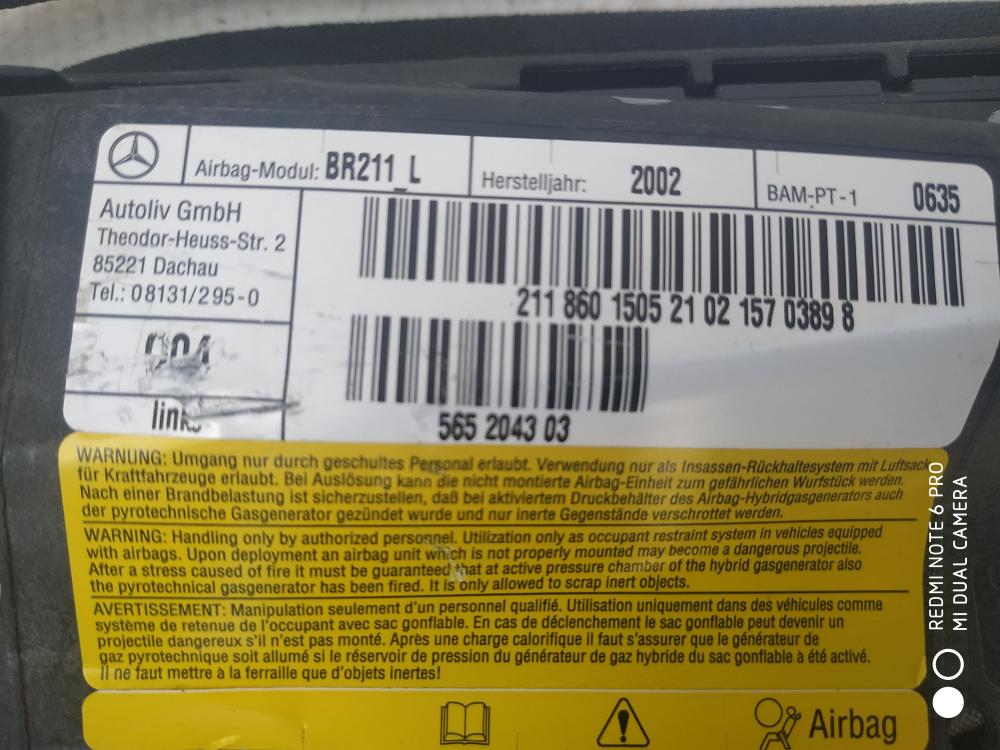 Airbag-Modul: BR211_L
Herstelljahr: 2002
BAM-PT-1 0635
Autoliv GmbH
Theodor-Heuss-Str. 2
85221 Dachau
Tel.: 08131/295-0
211 860 1505 21 02 157 0389 8
links
565 2043 03
WARNUNG: Umgang nur durch geschultes Personal erlaubt. Verwendung nur als Insassen-Rückhaltesystem mit Luftsack
für Kraftfahrzeuge erlaubt. Bei Auslösung kann die nicht montierte Airbag-Einheit zum gefährlichen Wurfstück werden.
Nach einer Brandbelastung ist sicherzustellen, daß bei aktiviertem Druckbehälter des Airbag-Hybridgasgenerators auch
der pyrotechnische Gasgenerator gezündet wurde und nur inerte Gegenstände verschrottet werden.
WARNING: Handling only by authorized personnel. Utilization only as occupant restraint system in vehicles equipped
with airbags. Upon deployment an airbag unit which is not properly mounted may become a dangerous projectile.
After a stress caused of fire it must be guaranteed that at active pressure chamber of the hybrid gasgenerator also
the pyrotechnical gasgenerator has been fired. It is only allowed to scrap inert objects.
AVERTISSEMENT: Manipulation seulement d'un personnel qualifié. Utilisation uniquement dans des véhicules comme
système de retenue de l'occupant avec sac gonflable. En cas de déclenchement le sac gonflable peut devenir un
projectile dangereux s'il n'est pas monté. Après une charge calorifique il faut s'assurer que le générateur de
gaz pyrotechnique soit allumé si le réservoir de pression du générateur de gaz hybride du sac gonflable à été activé.
Il ne faut mettre à la ferraille que d'objets inertes!
Airbag
REDMI NOTE 6 PRO
MI DUAL CAMERA